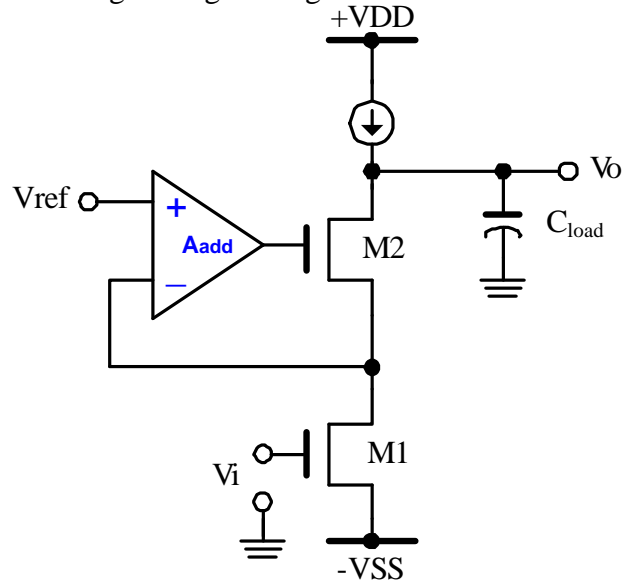 +VDD
Vo
Vref
+
Aadd
M2
Cload
–
Vi
M1
-VSS